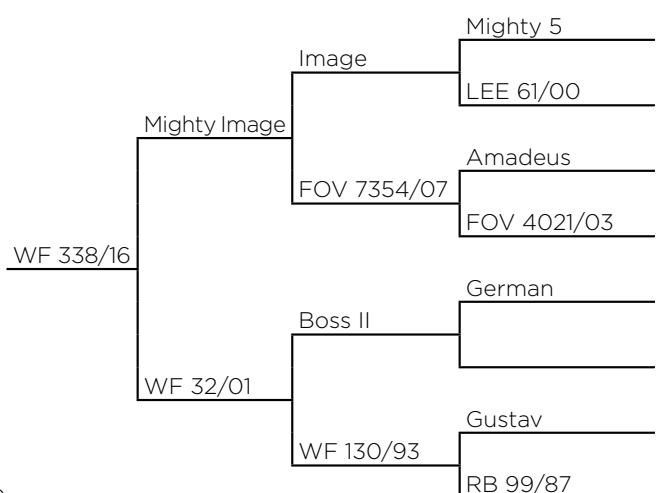 Mighty 5
Image
LEE 61/00
Mighty Image
Amadeus
FOV 7354/07
FOV 4021/03
WF 338/16
German
Boss II
WF 32/01
Gustav
WF 130/93
RB 99/87